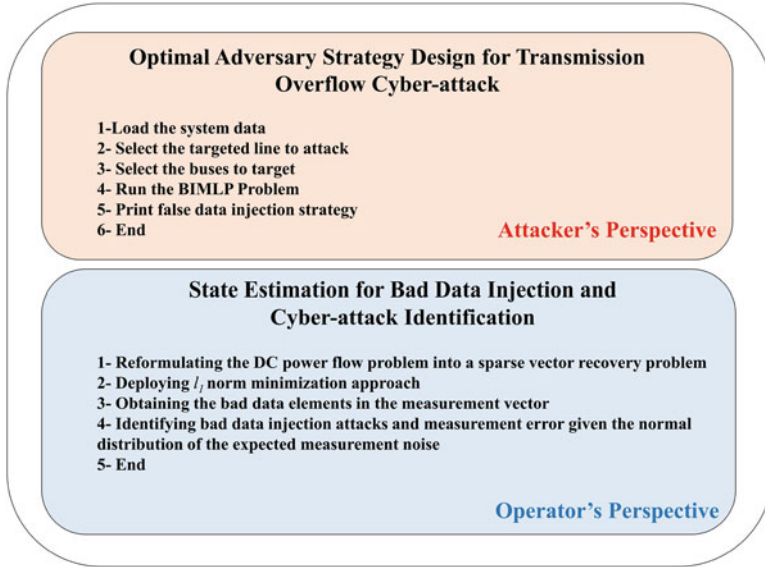 Optimal Adversary Strategy Design for Transmission
Overflow Cyber-attack
1-Load the system data
2- Select the targeted line to attack
3- Select the buses to target
4- Run the BIMLP Problem
5- Print false data injection strategy
6- End
Attacker's Perspective
State Estimation for Bad Data Injection and
Cyber-attack Identification
1- Reformulating the DC power flow problem into a sparse vector recovery problem
2- Deploying l₁ norm minimization approach
3- Obtaining the bad data elements in the measurement vector
4- Identifying bad data injection attacks and measurement error given the normal
distribution of the expected measurement noise
5- End
Operator's Perspective